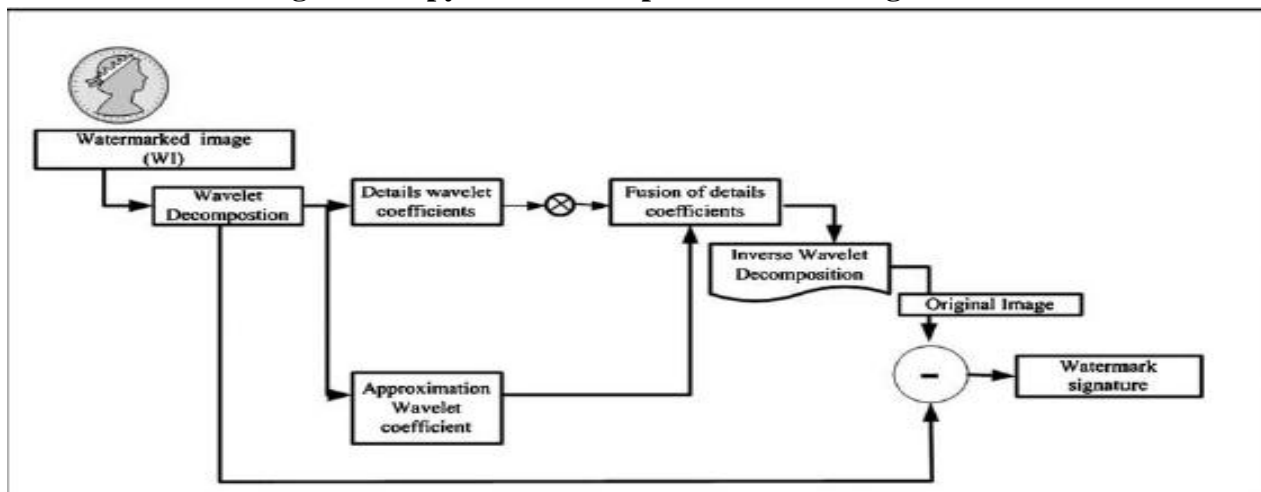 Watermarked image
(WI)
Wavelet
Decompostion
Details wavelet
coefficients
Fusion of details
coefficients
Inverse Wavelet
Decomposition
Original Image
Approximation
Wavelet
coefficient
-
Watermark
signature